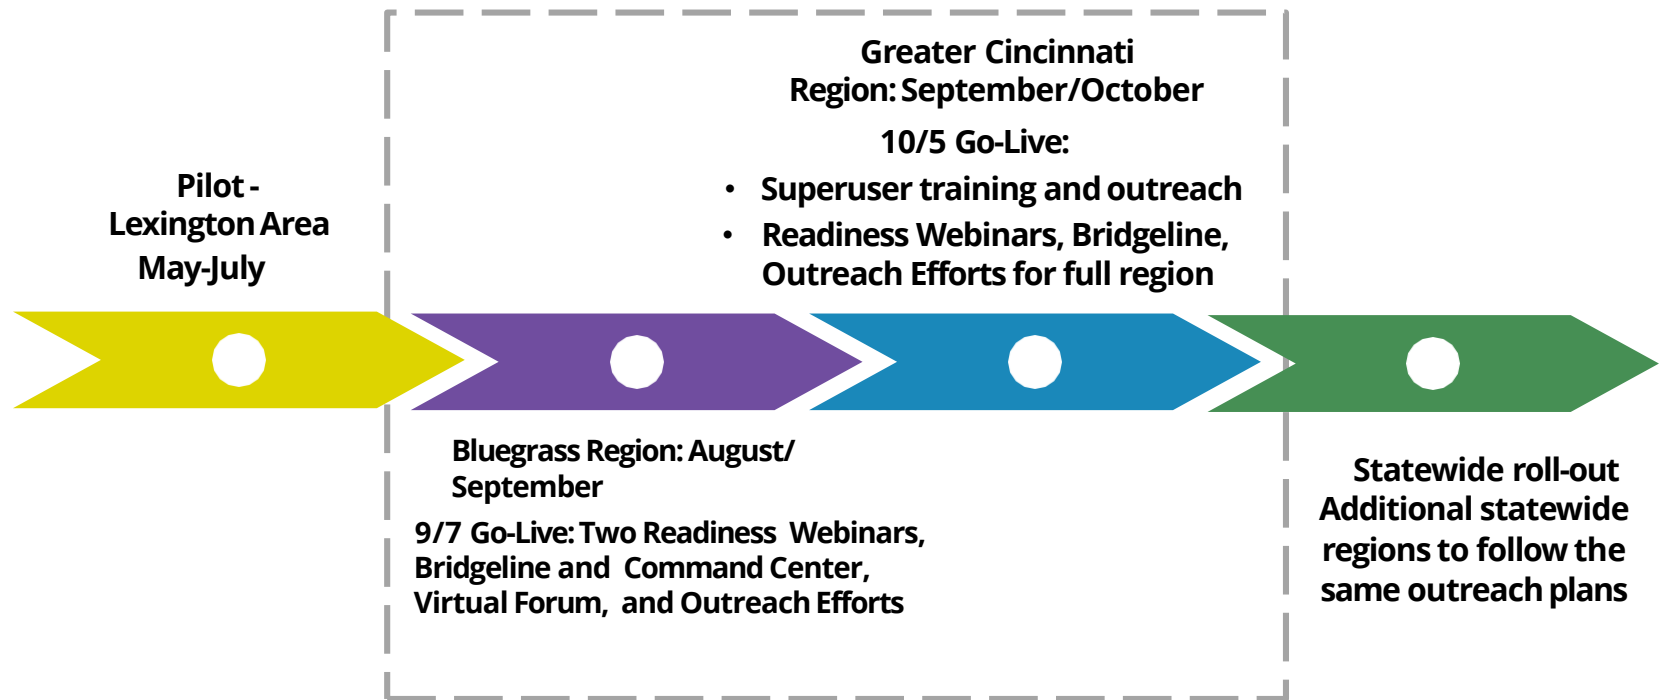 Pilot -
Lexington Area
May-July
Greater Cincinnati
Region: September/October
10/5 Go-Live:
• Superuser training and outreach
• Readiness Webinars, Bridgeline,
Outreach Efforts for full region
Bluegrass Region: August/
September
9/7 Go-Live: Two Readiness Webinars,
Bridgeline and Command Center,
Virtual Forum, and Outreach Efforts
Statewide roll-out
Additional statewide
regions to follow the
same outreach plans